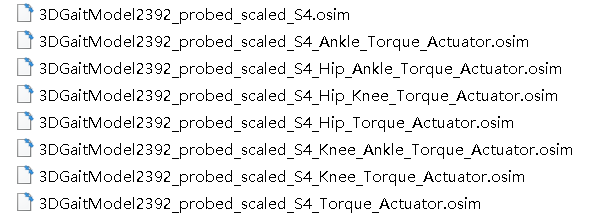 3DGaitModel2392_probed_scaled_S4.osim
3DGaitModel2392_probed_scaled_S4_Ankle_Torque_Actuator.osim
3DGaitModel2392_probed_scaled_S4_Hip_Ankle_Torque_Actuator.osim
3DGaitModel2392_probed_scaled_S4_Hip_Knee_Torque_Actuator.osim
3DGaitModel2392_probed_scaled_S4_Hip_Torque_Actuator.osim
3DGaitModel2392_probed_scaled_S4_Knee_Ankle_Torque_Actuator.osim
3DGaitModel2392_probed_scaled_S4_Knee_Torque_Actuator.osim
3DGaitModel2392_probed_scaled_S4_Torque_Actuator.osim